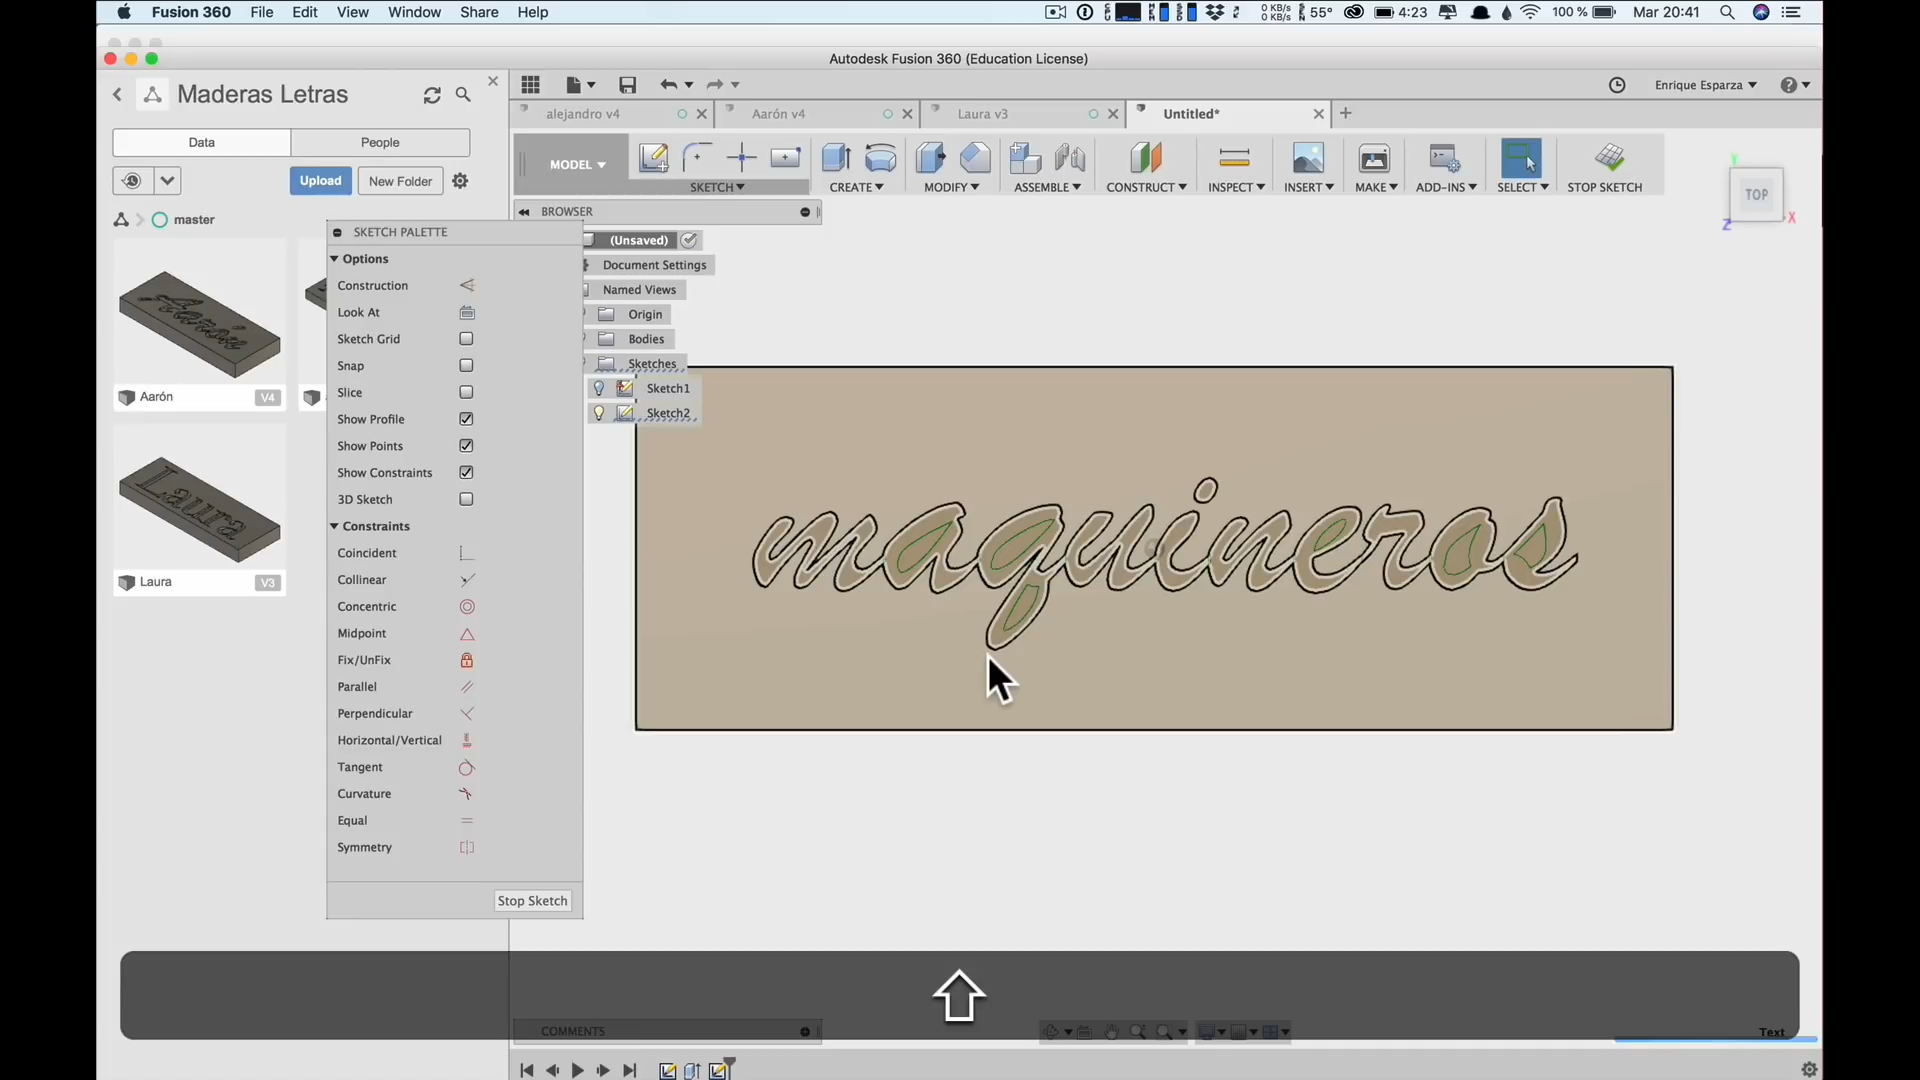 Fusion 360 File Edit View Window Share Help 0 KB/s 0 KB/s 55° 4:23 100 % Mar 20:41
Autodesk Fusion 360 (Education License)
Maderas Letras
Enrique Esparza
Data People
alejandro v4 Aarón v4 Laura v3 Untitled* +
Upload New Folder
MODEL
SKETCH CREATE MODIFY ASSEMBLE CONSTRUCT INSPECT INSERT MAKE ADD-INS SELECT STOP SKETCH
TOP
Y
X
Z
master
BROWSER
SKETCH PALETTE
(Unsaved)
Options
Document Settings
Construction
Named Views
Look At
Origin
Sketch Grid
Bodies
Snap
Sketches
Slice
Sketch1
Show Profile
Sketch2
Aarón V4
Show Points
Show Constraints
3D Sketch
Constraints
Coincident
maquineros
Collinear
Laura V3
Concentric
Midpoint
Fix/UnFix
Parallel
Perpendicular
Horizontal/Vertical
Tangent
Curvature
Equal
Symmetry
Stop Sketch
COMMENTS
Text